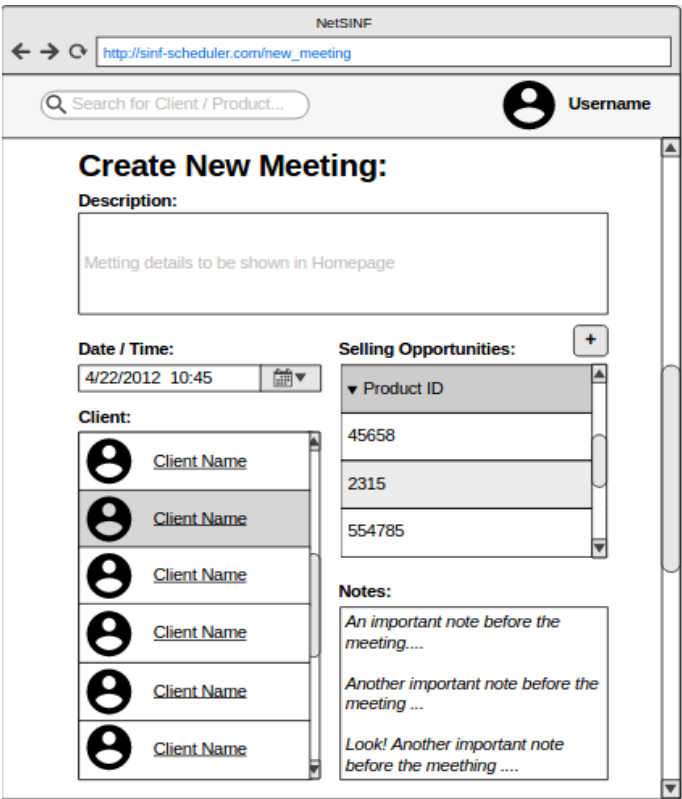 NetSINF
http://sinf-scheduler.com/new_meeting
Search for Client / Product...
Username
Create New Meeting:
Description:
Metting details to be shown in Homepage
Date / Time:
4/22/2012 10:45
Client:
Client Name
Client Name
Client Name
Client Name
Client Name
Client Name
Selling Opportunities:
+
▾ Product ID
45658
2315
554785
Notes:
An important note before the
meeting....
Another important note before the
meeting ...
Look! Another important note
before the meething ....